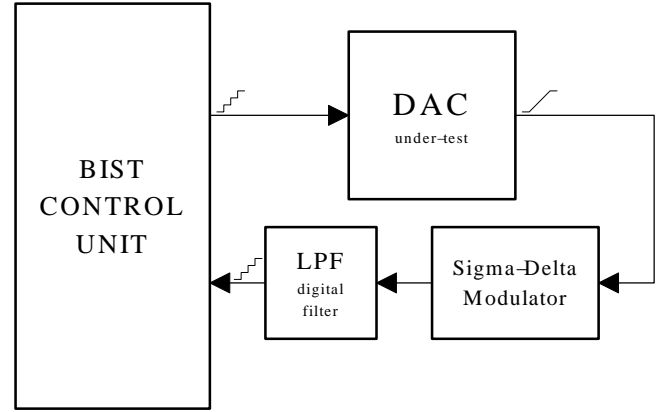 BIST
CONTROL
UNIT
DAC
under-test
LPF
digital
filter
Sigma-Delta
Modulator